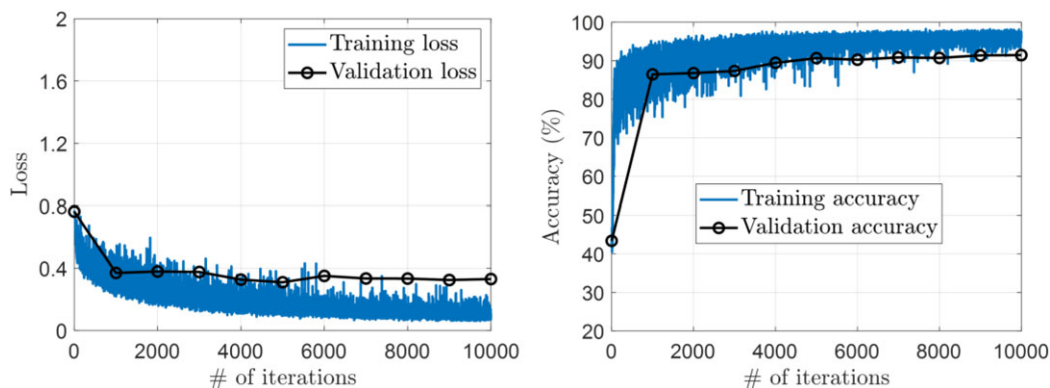 2
1.6
1.2
0.8
0.4
0
0 2000 4000 6000 8000 10000
Loss
# of iterations
Training loss
Validation loss
100
90
80
70
60
50
40
30
20
0 2000 4000 6000 8000 10000
Accuracy (%)
# of iterations
Training accuracy
Validation accuracy